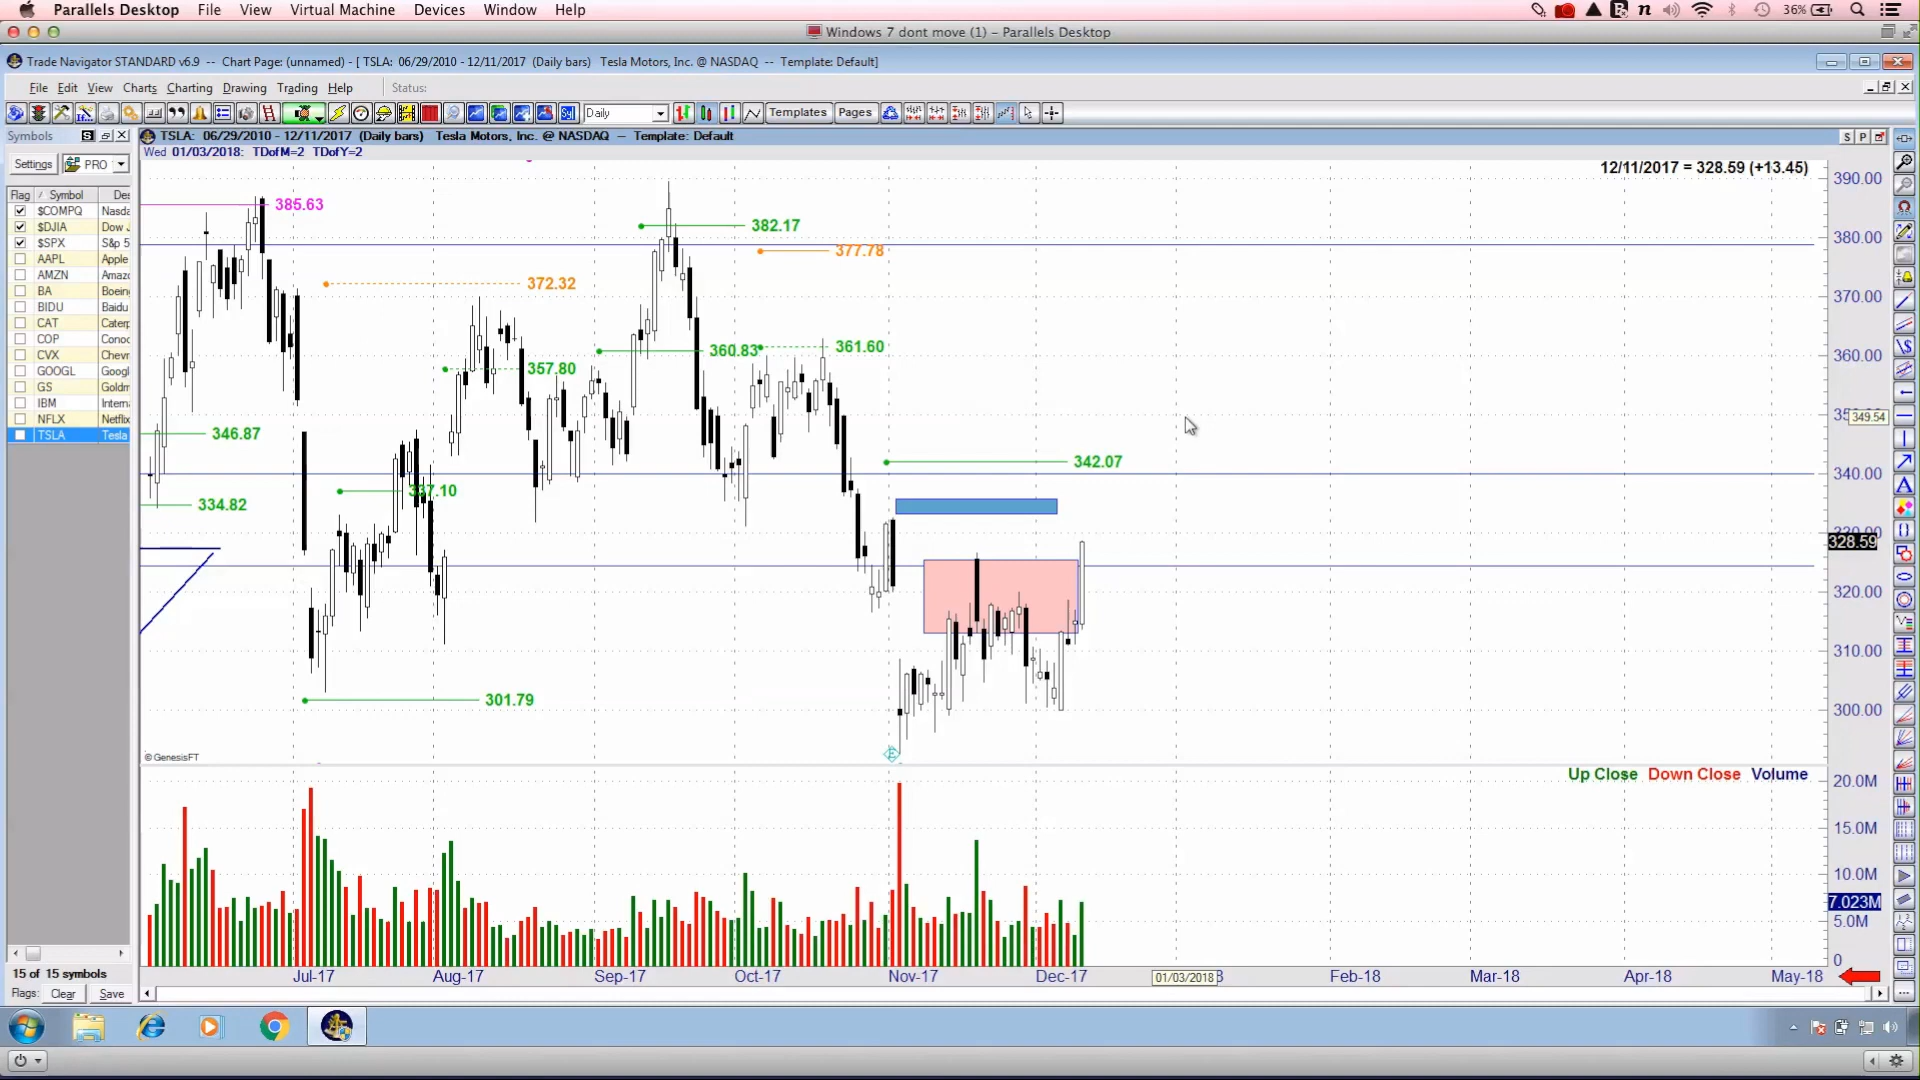 Parallels Desktop File View Virtual Machine Devices Window Help 36%
Windows 7 dont move (1) – Parallels Desktop
Trade Navigator STANDARD v6.9 -- Chart Page: (unnamed) - [ TSLA: 06/29/2010 - 12/11/2017 (Daily bars) Tesla Motors, Inc. @ NASDAQ -- Template: Default]
File Edit View Charts Charting Drawing Trading Help Status:
Daily Templates Pages
Symbols S TSLA: 06/29/2010 - 12/11/2017 (Daily bars) Tesla Motors, Inc. @ NASDAQ -- Template: Default S P
Wed 01/03/2018: TDofM=2 TDofY=2
Settings PRO 12/11/2017 = 328.59 (+13.45)
Flag / Symbol Des
$COMPQ Nasda
$DJIA Dow J
$SPX S&p 5
AAPL Apple
AMZN Amazo
BA Boein
BIDU Baidu
CAT Caterp
COP Conoc
CVX Chevr
GOOGL Googl
GS Goldm
IBM Intern
NFLX Netflix
TSLA Tesla
385.63
382.17
377.78
372.32
360.83
361.60
357.80
346.87
342.07
337.10
334.82
301.79
E
© GenesisFT
390.00
380.00
370.00
360.00
349.54
340.00
328.59
320.00
310.00
300.00
Up Close Down Close Volume
20.0M
15.0M
10.0M
7.023M
5.0M
0
Jul-17 Aug-17 Sep-17 Oct-17 Nov-17 Dec-17 01/03/2018 Feb-18 Mar-18 Apr-18 May-18
15 of 15 symbols
Flags: Clear Save